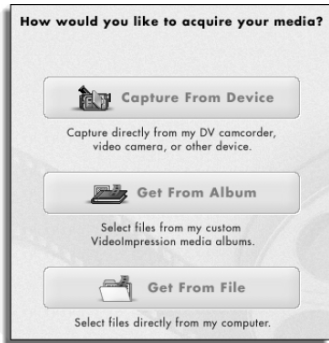 How would you like to acquire your media?
Capture From Device
Capture directly from my DV camcorder,
video camera, or other device.
Get From Album
Select files from my custom
VideoImpression media albums.
Get From File
Select files directly from my computer.